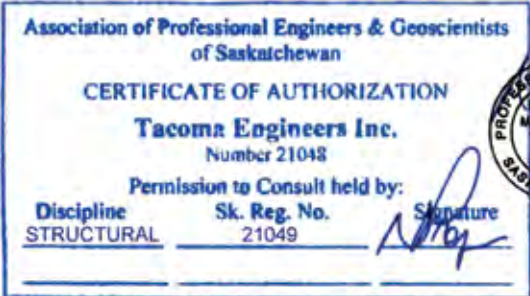 Association of Professional Engineers & Geoscientists
of Saskatchewan
CERTIFICATE OF AUTHORIZATION
Tacoma Engineers Inc.
Number 21048
Permission to Consult held by:
Discipline Sk. Reg. No. Signature
STRUCTURAL 21049